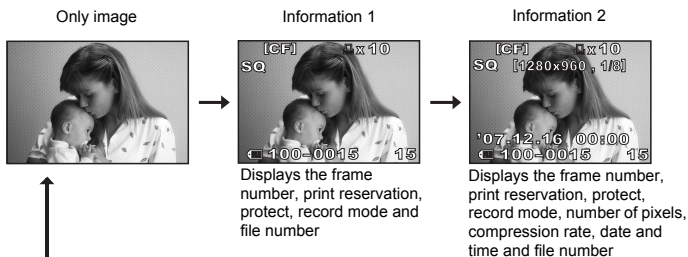 Only image
Information 1
Information 2
[CF] x 10
SQ
100-0015 15
[CF] x 10
SQ [1280x960 , 1/8]
'07.12.16 00:00
100-0015 15
Displays the frame
number, print reservation,
protect, record mode and
file number
Displays the frame number,
print reservation, protect,
record mode, number of pixels,
compression rate, date and
time and file number